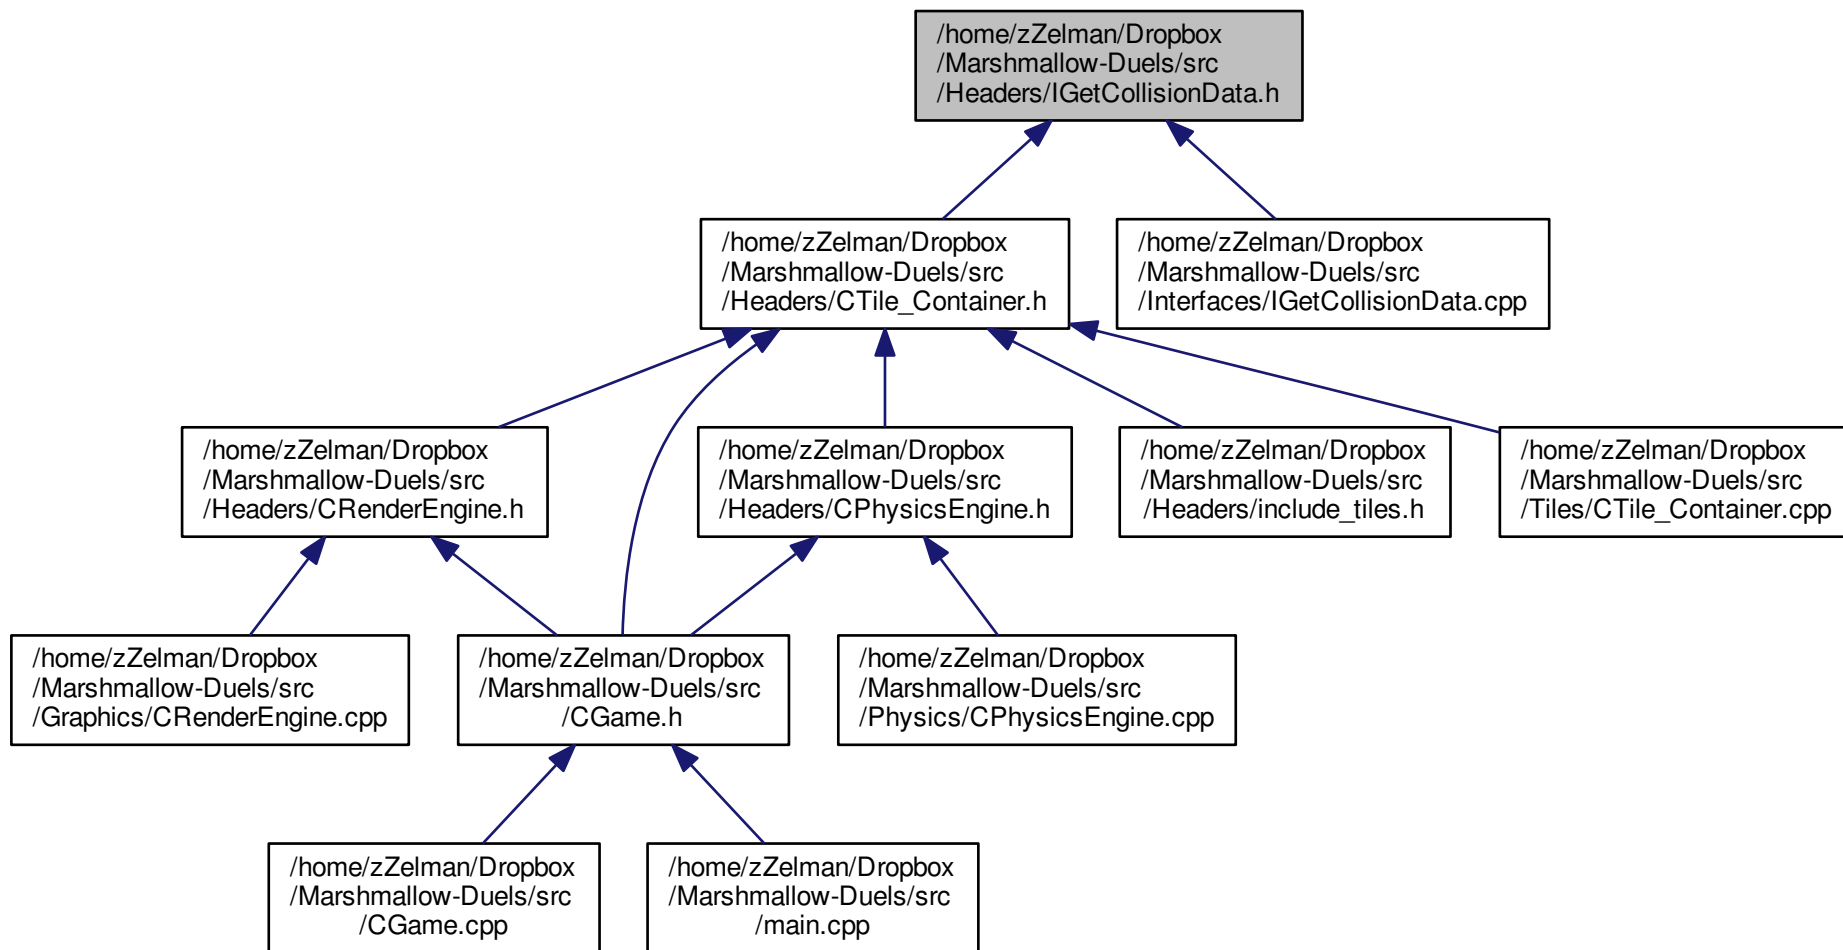 /home/zZelman/Dropbox
/Marshmallow-Duels/src
/Headers/IGetCollisionData.h
/home/zZelman/Dropbox
/Marshmallow-Duels/src
/Headers/CTile_Container.h
/home/zZelman/Dropbox
/Marshmallow-Duels/src
/Interfaces/IGetCollisionData.cpp
/home/zZelman/Dropbox
/Marshmallow-Duels/src
/Headers/CRenderEngine.h
/home/zZelman/Dropbox
/Marshmallow-Duels/src
/Headers/CPhysicsEngine.h
/home/zZelman/Dropbox
/Marshmallow-Duels/src
/Headers/include_tiles.h
/home/zZelman/Dropbox
/Marshmallow-Duels/src
/Tiles/CTile_Container.cpp
/home/zZelman/Dropbox
/Marshmallow-Duels/src
/Graphics/CRenderEngine.cpp
/home/zZelman/Dropbox
/Marshmallow-Duels/src
/CGame.h
/home/zZelman/Dropbox
/Marshmallow-Duels/src
/Physics/CPhysicsEngine.cpp
/home/zZelman/Dropbox
/Marshmallow-Duels/src
/CGame.cpp
/home/zZelman/Dropbox
/Marshmallow-Duels/src
/main.cpp